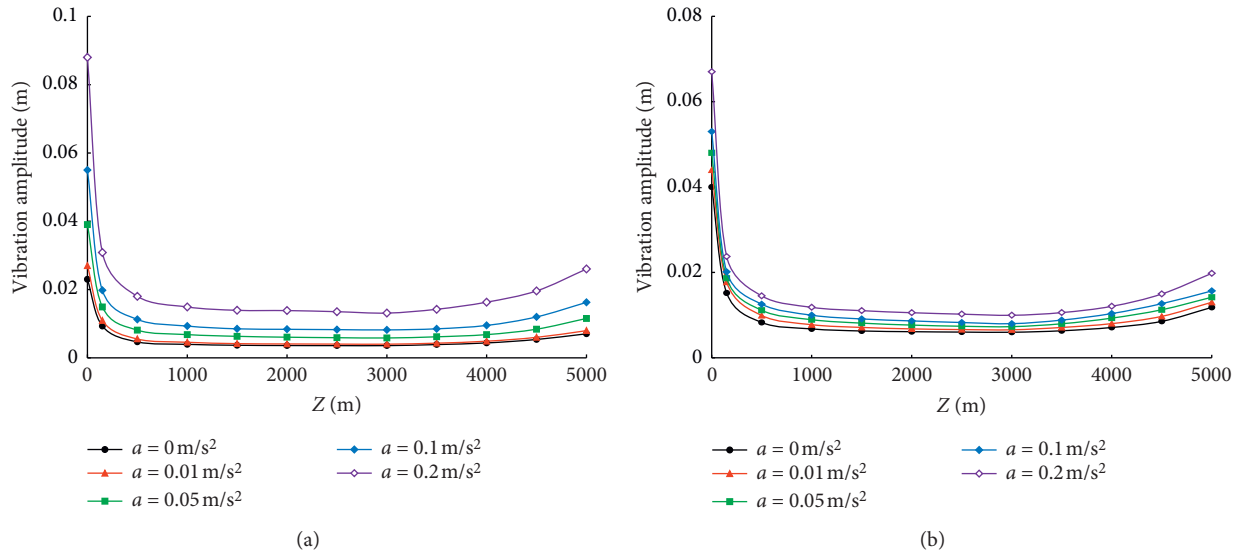 Vibration amplitude (m)
0.1
0.08
0.06
0.04
0.02
0
0 1000 2000 3000 4000 5000
Z (m)
a = 0 m/s²
a = 0.01 m/s²
a = 0.05 m/s²
a = 0.1 m/s²
a = 0.2 m/s²
(a)
Vibration amplitude (m)
0.08
0.06
0.04
0.02
0
0 1000 2000 3000 4000 5000
Z (m)
a = 0 m/s²
a = 0.01 m/s²
a = 0.05 m/s²
a = 0.1 m/s²
a = 0.2 m/s²
(b)